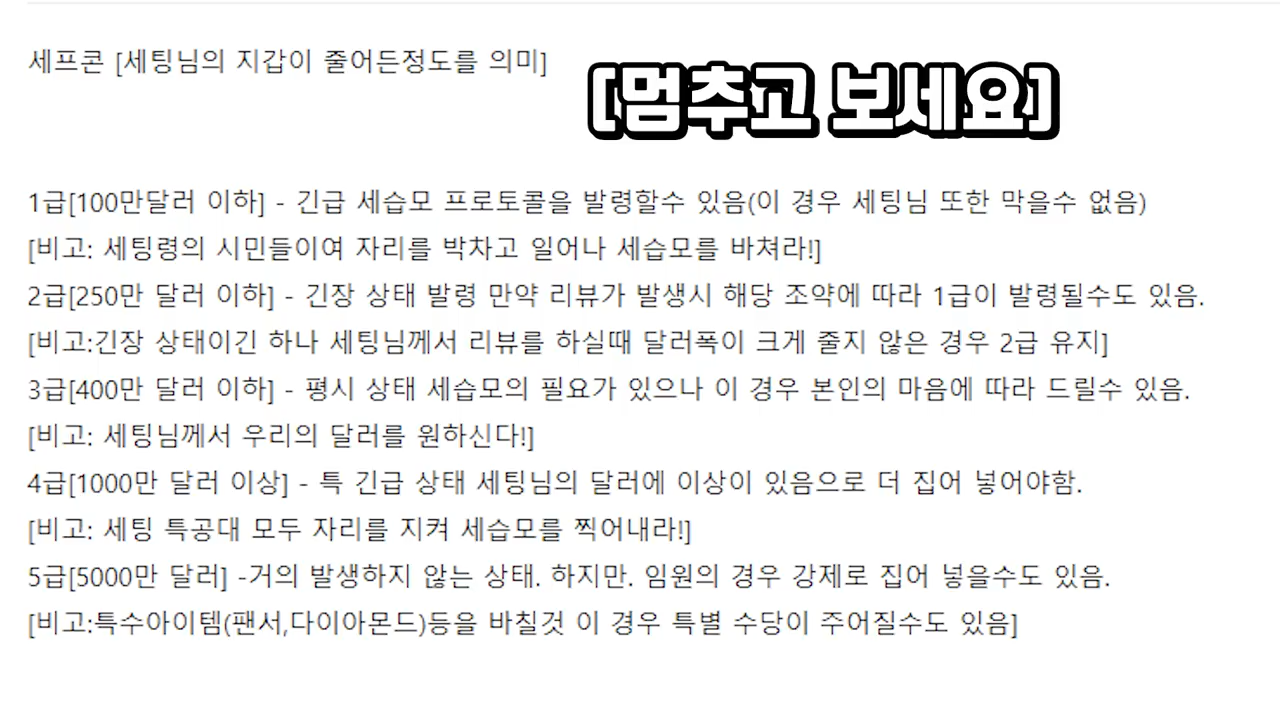 세프콘 [세팅님의 지갑이 줄어든정도를 의미]
[멈추고 보세요]
1급[100만달러 이하] - 긴급 세습모 프로토콜을 발령할수 있음(이 경우 세팅님 또한 막을수 없음)
[비고: 세팅령의 시민들이여 자리를 박차고 일어나 세습모를 바쳐라!]
2급[250만 달러 이하] - 긴장 상태 발령 만약 리뷰가 발생시 해당 조약에 따라 1급이 발령될수도 있음.
[비고:긴장 상태이긴 하나 세팅님께서 리뷰를 하실때 달러폭이 크게 줄지 않은 경우 2급 유지]
3급[400만 달러 이하] - 평시 상태 세습모의 필요가 있으나 이 경우 본인의 마음에 따라 드릴수 있음.
[비고: 세팅님께서 우리의 달러를 원하신다!]
4급[1000만 달러 이상] - 특 긴급 상태 세팅님의 달러에 이상이 있음으로 더 집어 넣어야함.
[비고: 세팅 특공대 모두 자리를 지켜 세습모를 찍어내라!]
5급[5000만 달러] -거의 발생하지 않는 상태. 하지만. 임원의 경우 강제로 집어 넣을수도 있음.
[비고:특수아이템(팬서,다이아몬드)등을 바칠것 이 경우 특별 수당이 주어질수도 있음]